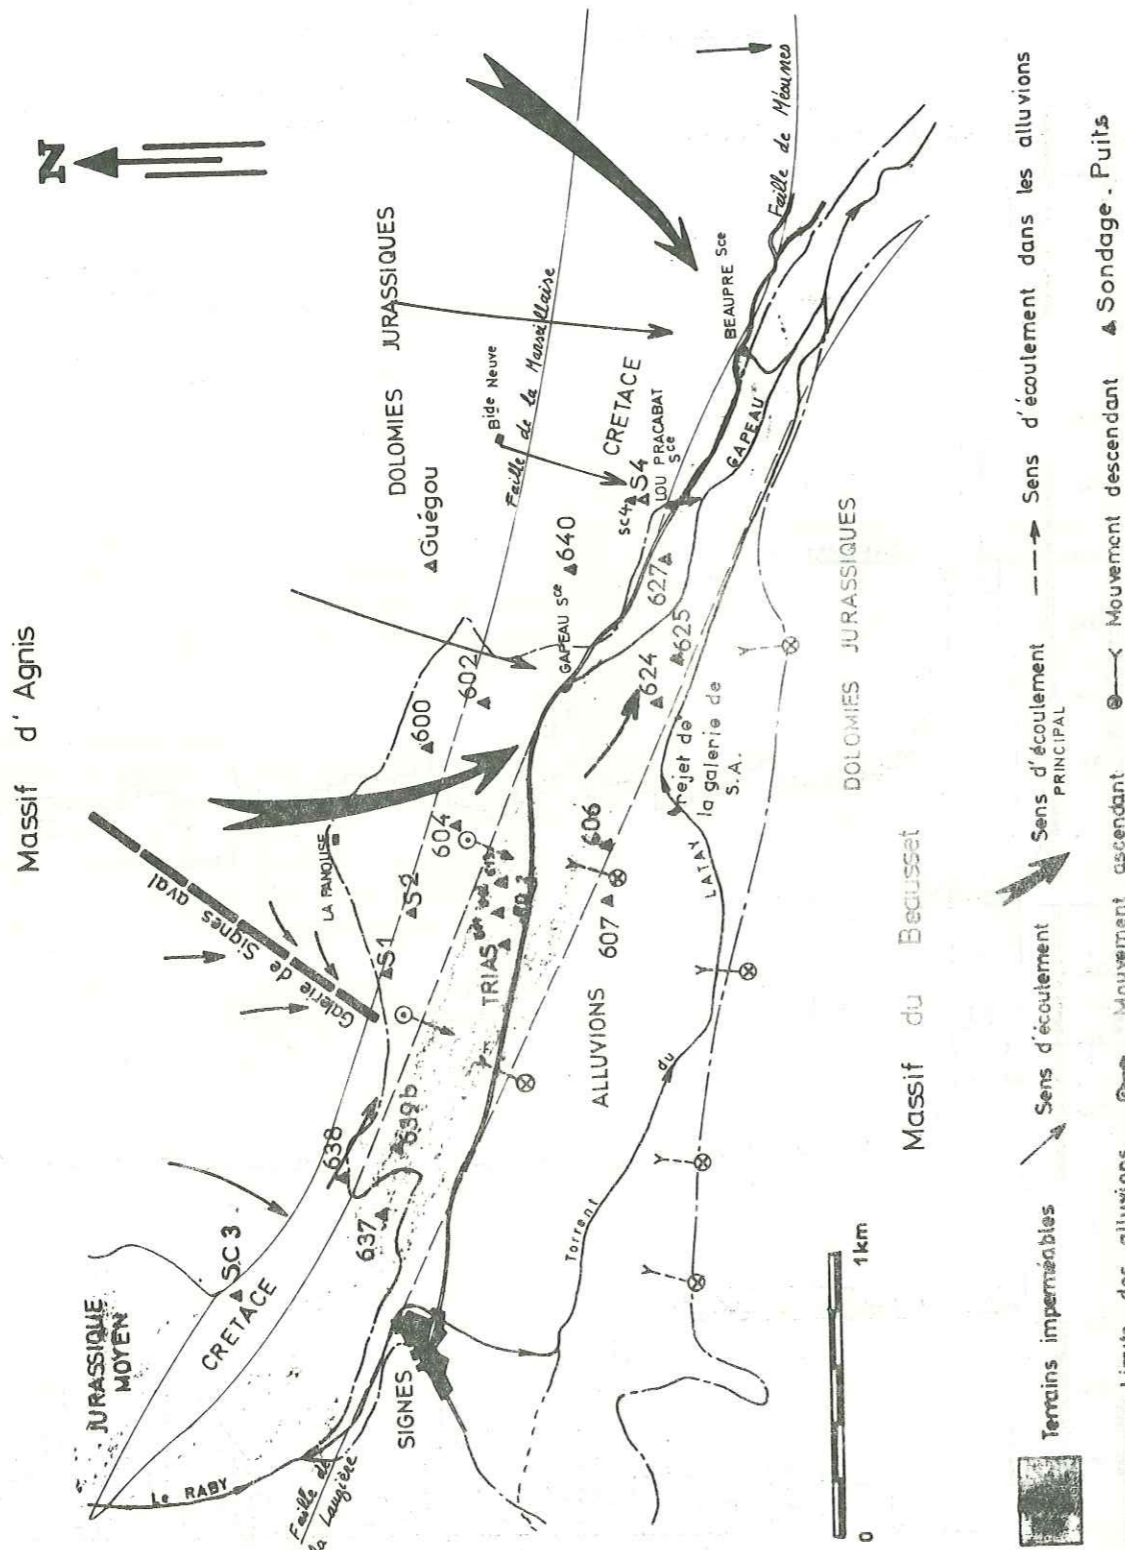 Massif d' Agnis
N
JURASSIQUE
MOYEN
SC3
CRETACE
Le RABY
Faille de
la Laugière
SIGNES
637
638
639b
Galerie de Signes aval
S1
S2
LA PANOUSE
604
600
602
TRIAS
Guégou
DOLOMIES JURASSIQUES
Bide Neuve
Faille de la Marseillaise
GAPEAU Sce
640
CRETACE
SC4
S4
LOU PRACABAT
Sce
BEAUPRE Sce
Faille de Méounes
GAPEAU
627
625
624
606
607
ALLUVIONS
rejet de
la galerie de
S.A.
Torrent du LATAY
DOLOMIES JURASSIQUES
Massif du Beausset
0 1km
Terrains imperméables
Sens d'écoulement
Sens d'écoulement
PRINCIPAL
Sens d'écoulement dans les alluvions
Limite des alluvions
Mouvement ascendant
Mouvement descendant
Sondage. Puits